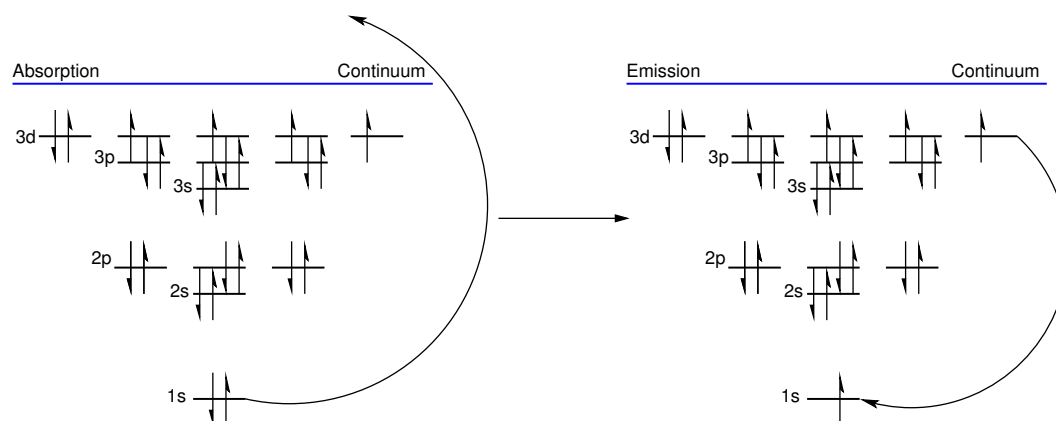 Absorption Continuum
3d
3p
3s
2p
2s
1s
Emission Continuum
3d
3p
3s
2p
2s
1s